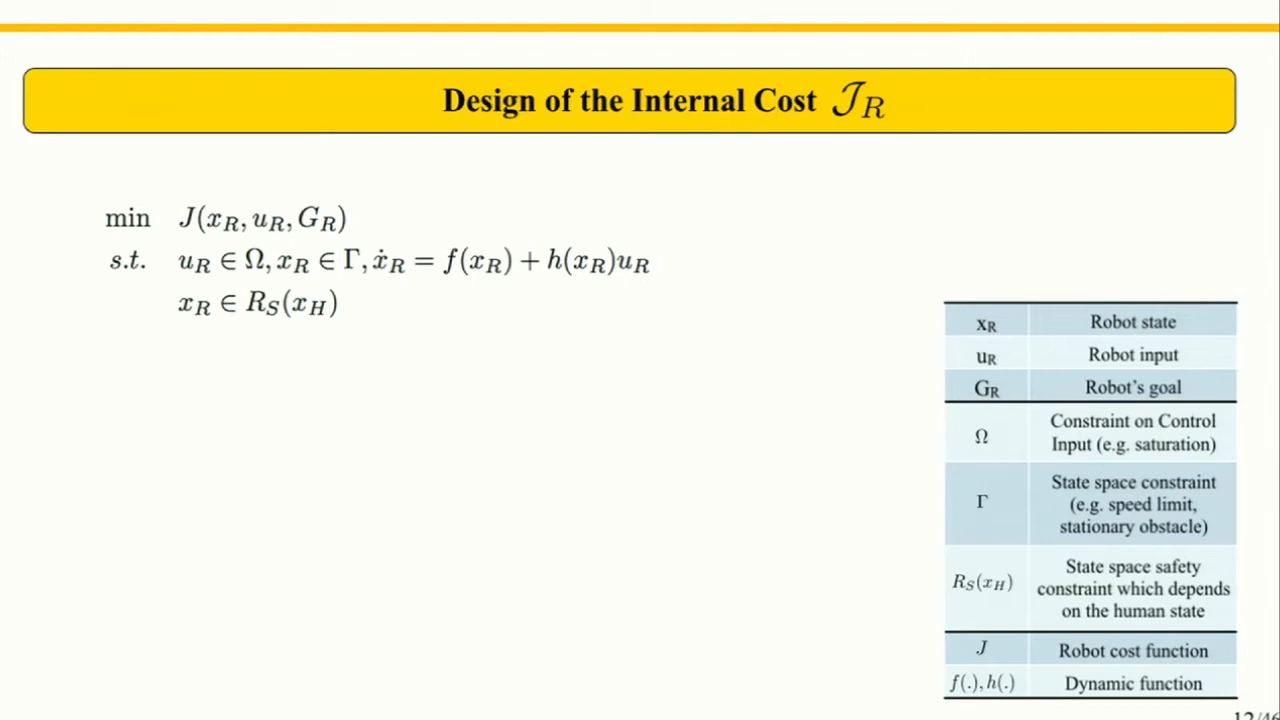 Design of the Internal Cost 𝒥_R
min J(x_R, u_R, G_R)
s.t. u_R ∈ Ω, x_R ∈ Γ, ẋ_R = f(x_R) + h(x_R)u_R
x_R ∈ R_S(x_H)
x_R Robot state
u_R Robot input
G_R Robot's goal
Ω Constraint on Control
Input (e.g. saturation)
Γ State space constraint
(e.g. speed limit,
stationary obstacle)
R_S(x_H) State space safety
constraint which depends
on the human state
J Robot cost function
f(.), h(.) Dynamic function